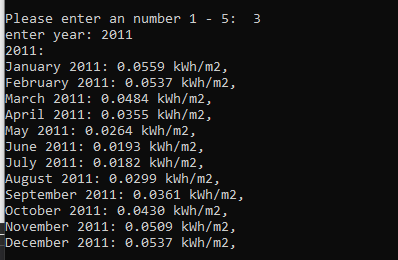 Please enter an number 1 - 5:  3
enter year: 2011
2011:
January 2011: 0.0559 kWh/m2,
February 2011: 0.0537 kWh/m2,
March 2011: 0.0484 kWh/m2,
April 2011: 0.0355 kWh/m2,
May 2011: 0.0264 kWh/m2,
June 2011: 0.0193 kWh/m2,
July 2011: 0.0182 kWh/m2,
August 2011: 0.0299 kWh/m2,
September 2011: 0.0361 kWh/m2,
October 2011: 0.0430 kWh/m2,
November 2011: 0.0509 kWh/m2,
December 2011: 0.0537 kWh/m2,